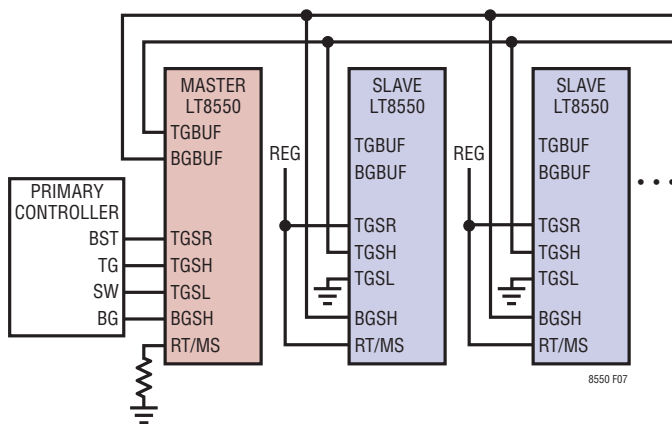 MASTER
LT8550
TGBUF
BGBUF
TGSR
TGSH
TGSL
BGSH
RT/MS
PRIMARY
CONTROLLER
BST
TG
SW
BG
REG
SLAVE
LT8550
TGBUF
BGBUF
TGSR
TGSH
TGSL
BGSH
RT/MS
REG
SLAVE
LT8550
TGBUF
BGBUF
TGSR
TGSH
TGSL
BGSH
RT/MS
8550 F07